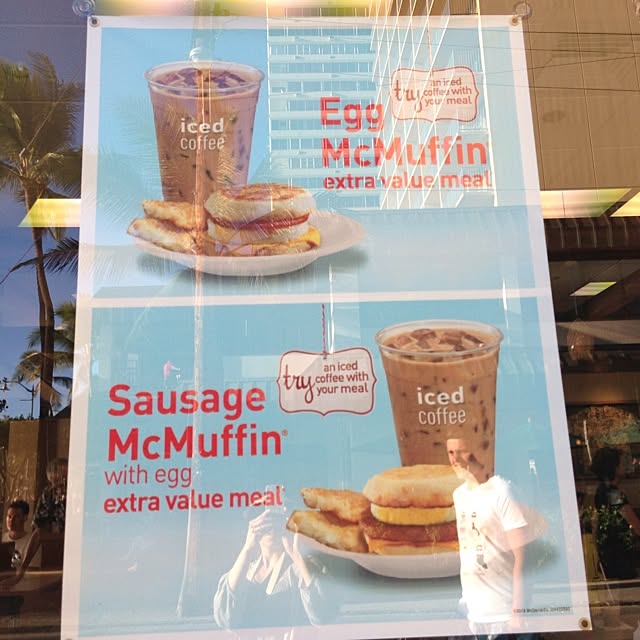 iced
coffee
try
an iced
coffee with
your meal
Egg
McMuffin
extra value meal
try
an iced
coffee with
your meal
Sausage
McMuffin®
with egg
extra value meal
iced
coffee